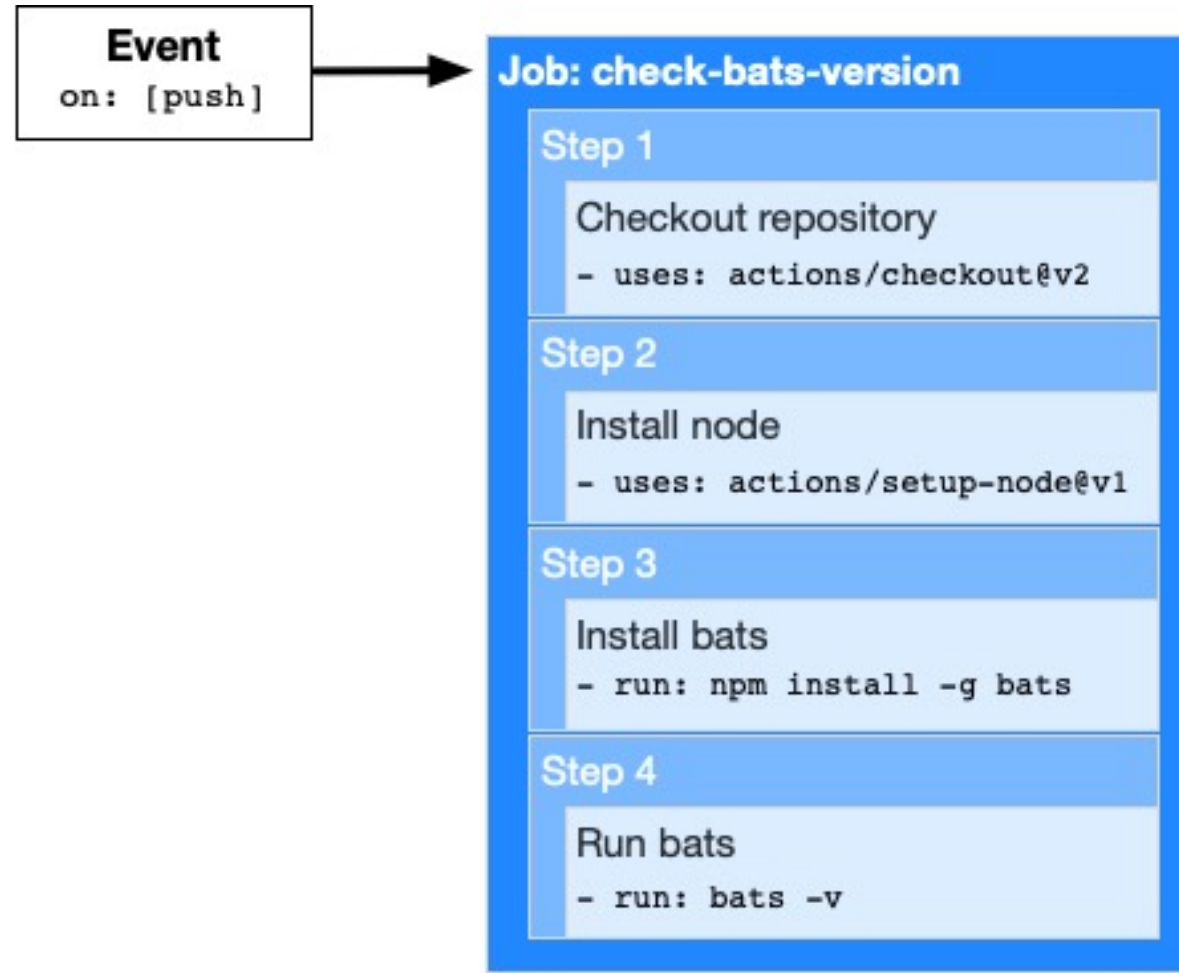 Event
on: [push]
Job: check-bats-version
Step 1
Checkout repository
- uses: actions/checkout@v2
Step 2
Install node
- uses: actions/setup-node@v1
Step 3
Install bats
- run: npm install -g bats
Step 4
Run bats
- run: bats -v